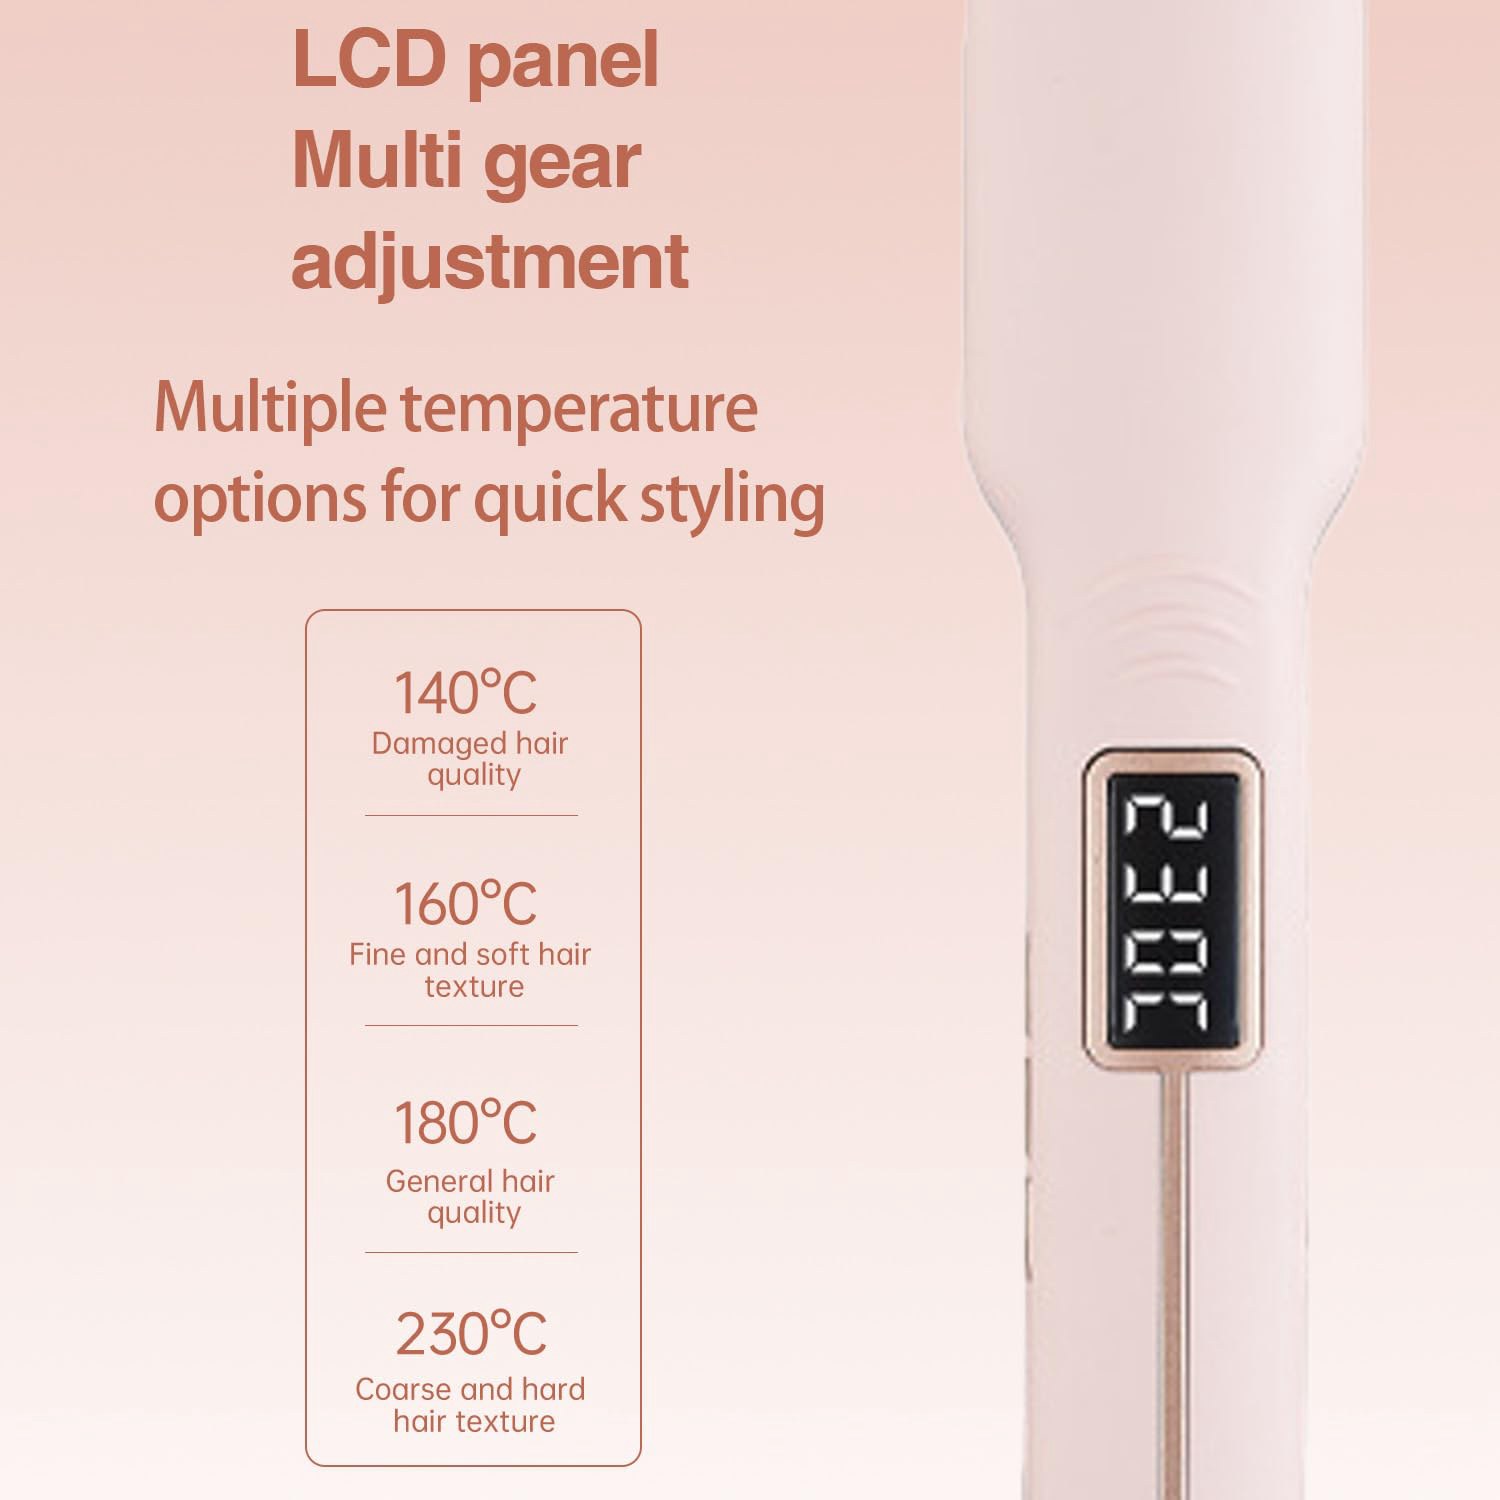 LCD panel
Multi gear
adjustment
Multiple temperature
options for quick styling
140°C
Damaged hair
quality
160°C
Fine and soft hair
texture
180°C
General hair
quality
230°C
Coarse and hard
hair texture
230C